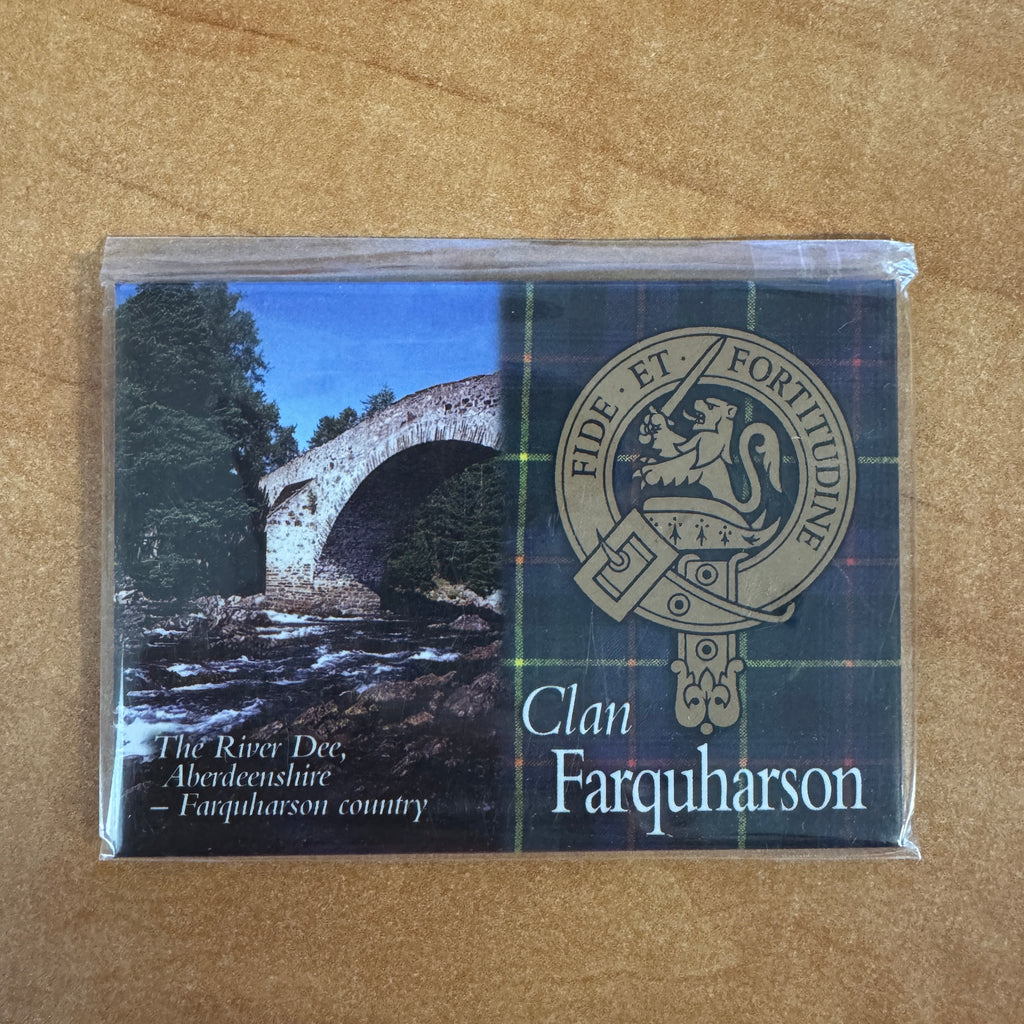 The River Dee,
Aberdeenshire
– Farquharson country
FIDE · ET · FORTITUDINE
Clan
Farquharson